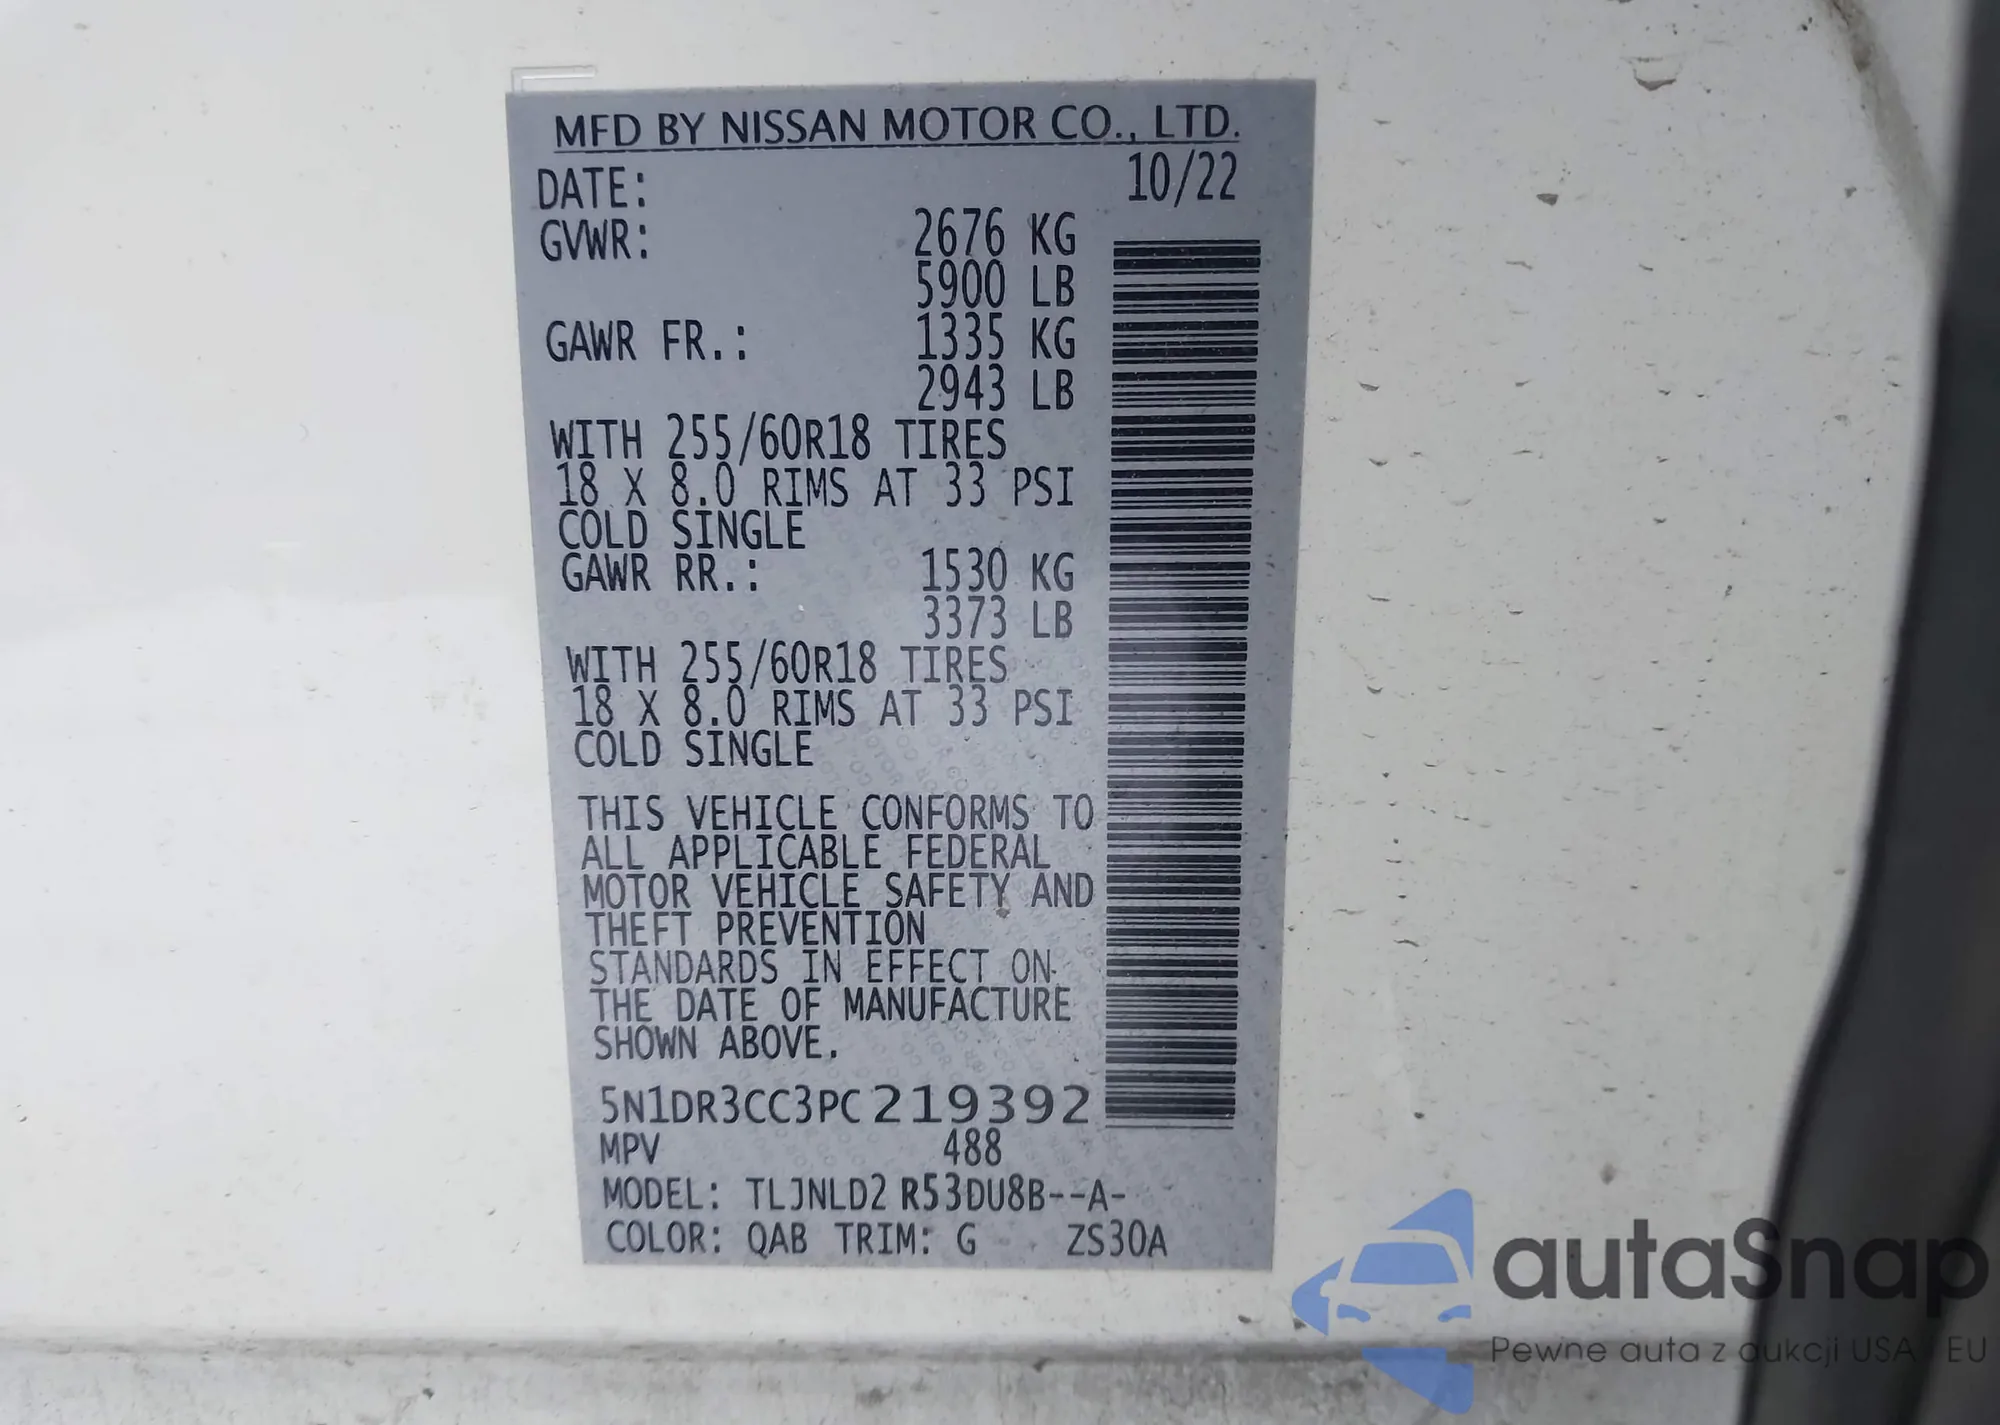 MFD BY NISSAN MOTOR CO., LTD.
DATE: 10/22
GVWR: 2676 KG
5900 LB
GAWR FR.: 1335 KG
2943 LB
WITH 255/60R18 TIRES
18 X 8.0 RIMS AT 33 PSI
COLD SINGLE
GAWR RR.: 1530 KG
3373 LB
WITH 255/60R18 TIRES
18 X 8.0 RIMS AT 33 PSI
COLD SINGLE
THIS VEHICLE CONFORMS TO
ALL APPLICABLE FEDERAL
MOTOR VEHICLE SAFETY AND
THEFT PREVENTION
STANDARDS IN EFFECT ON
THE DATE OF MANUFACTURE
SHOWN ABOVE.
5N1DR3CC3PC219392
MPV 488
MODEL: TLJNLD2 R53DU8B--A-
COLOR: QAB TRIM: G ZS30A
autaSnap
Pewne auta z aukcji USA i EU